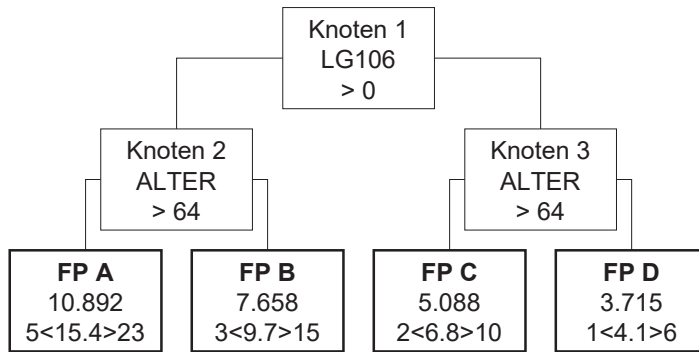 Knoten 1
LG106
> 0
Knoten 2
ALTER
> 64
Knoten 3
ALTER
> 64
FP A
10.892
5<15.4>23
FP B
7.658
3<9.7>15
FP C
5.088
2<6.8>10
FP D
3.715
1<4.1>6